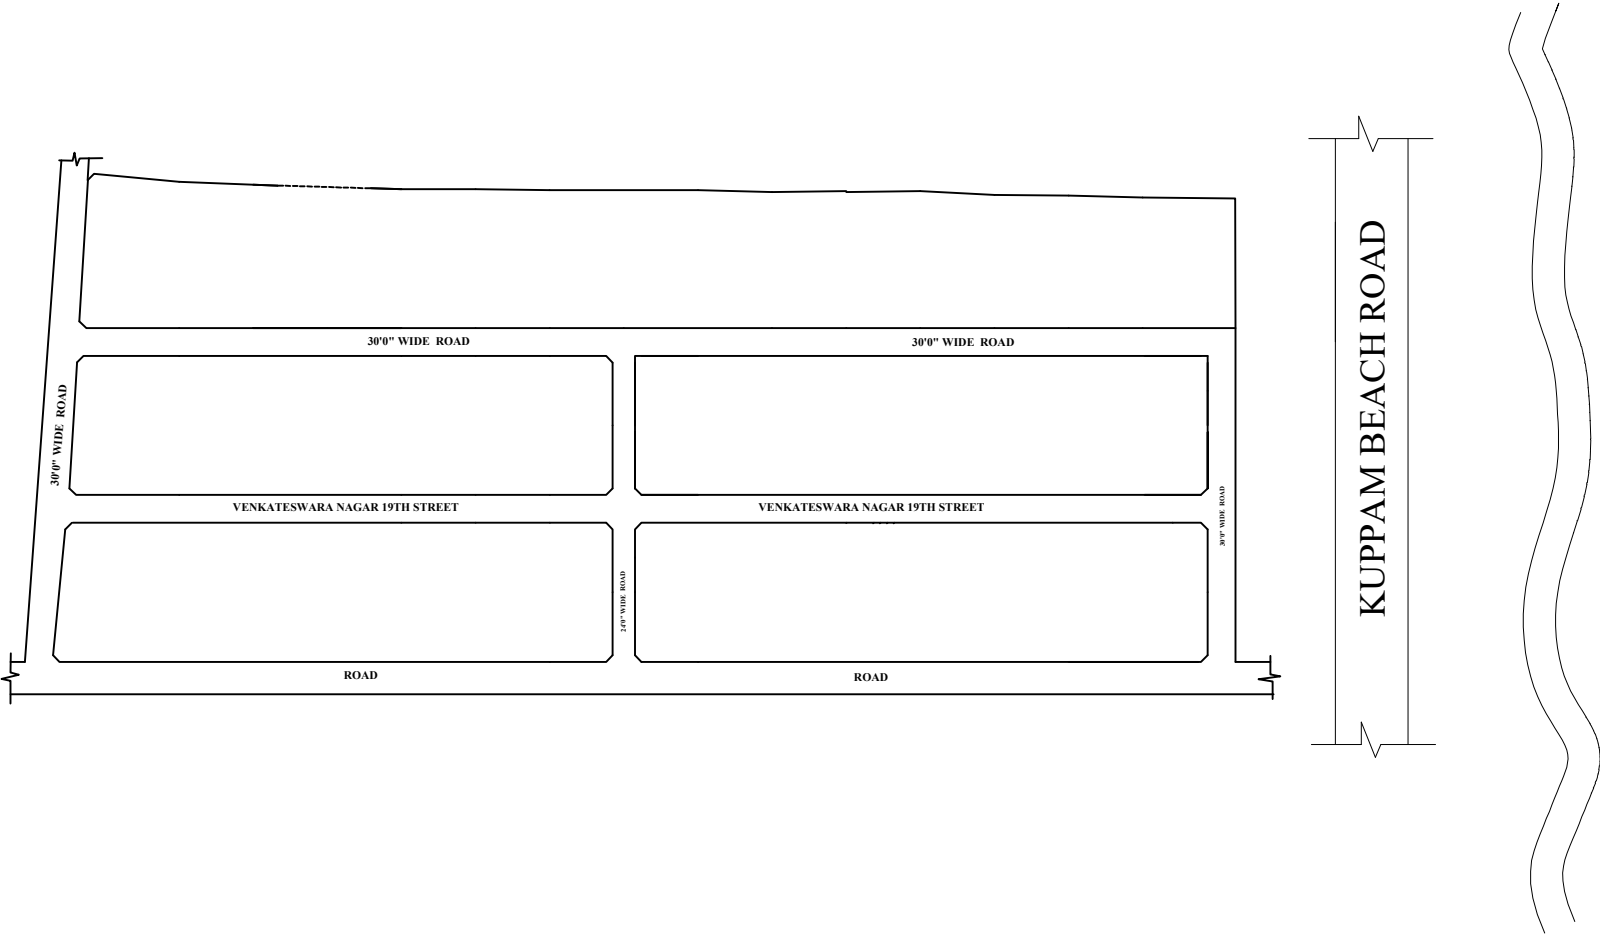 30'0" WIDE ROAD
30'0" WIDE ROAD
30'0" WIDE ROAD
VENKATESWARA NAGAR 19TH STREET
VENKATESWARA NAGAR 19TH STREET
30'0" WIDE ROAD
24'0" WIDE ROAD
ROAD
ROAD
KUPPAM BEACH ROAD